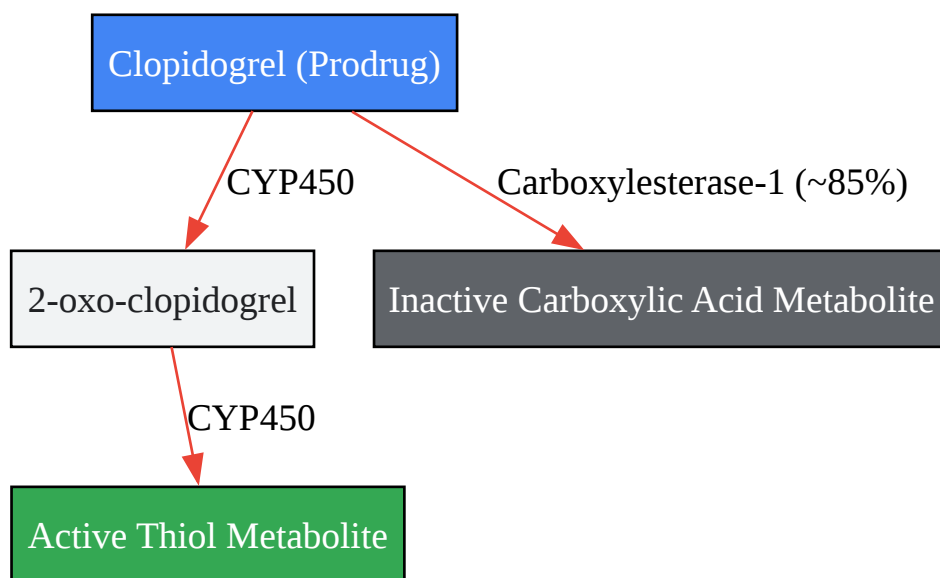 Clopidogrel (Prodrug)
CYP450
Carboxylesterase-1 (~85%)
2-oxo-clopidogrel
Inactive Carboxylic Acid Metabolite
CYP450
Active Thiol Metabolite